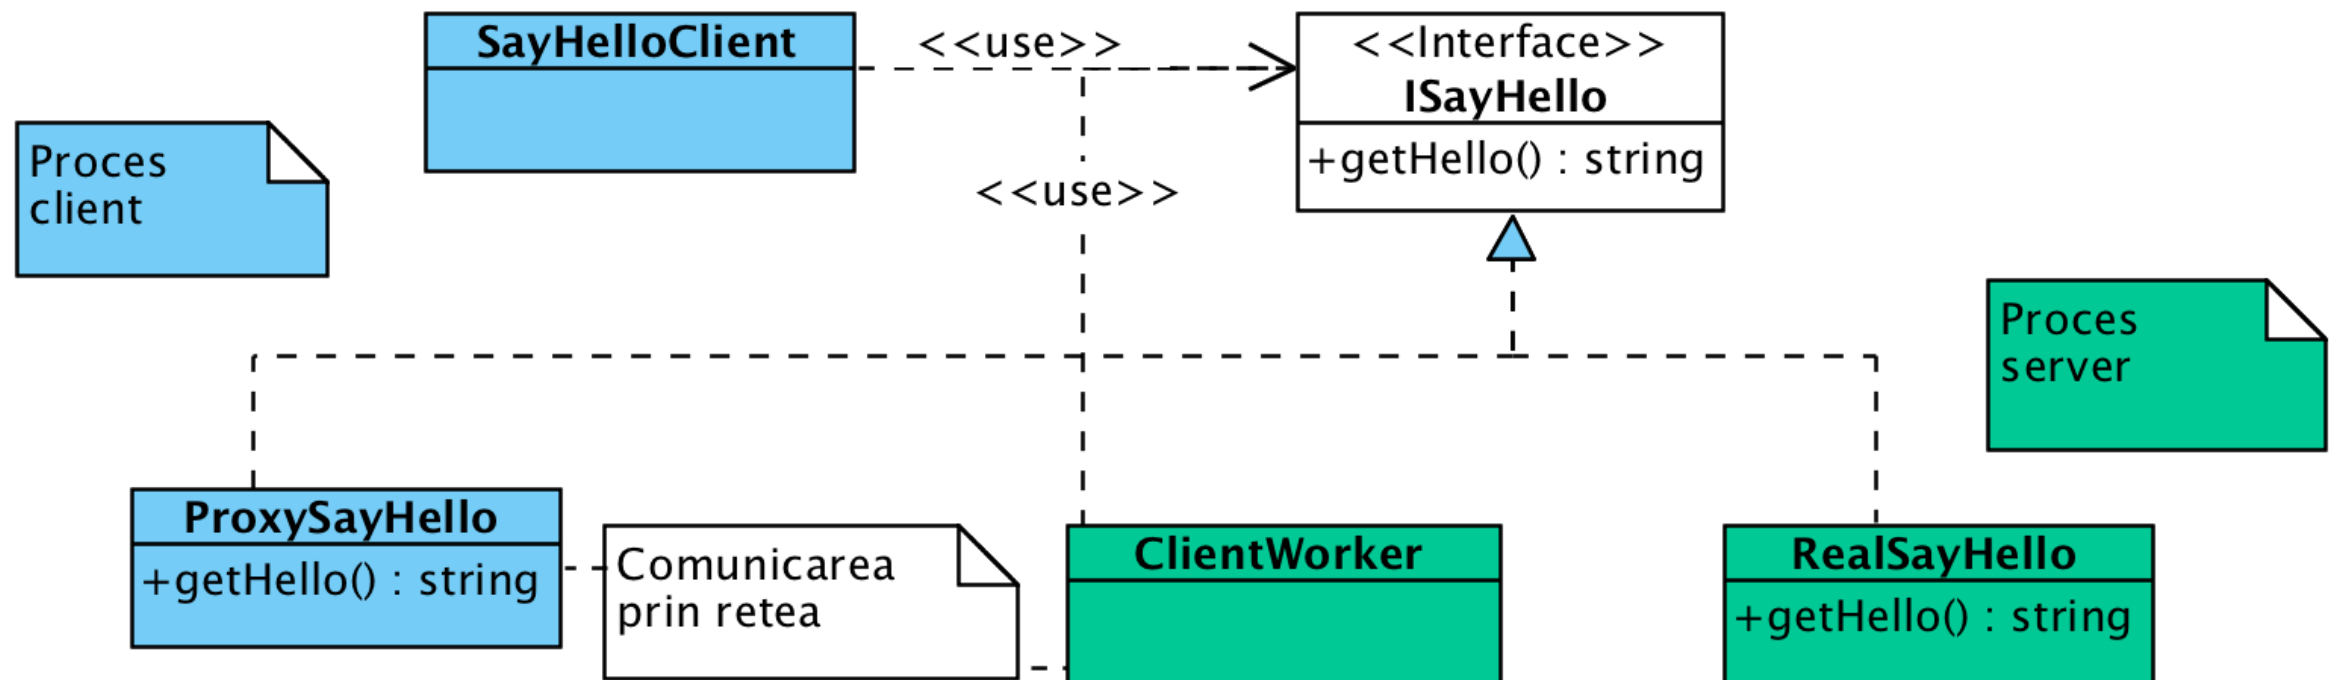 SayHelloClient
<<use>>
<<Interface>>
ISayHello
+getHello() : string
Proces
client
<<use>>
Proces
server
ProxySayHello
+getHello() : string
Comunicarea
prin retea
ClientWorker
RealSayHello
+getHello() : string